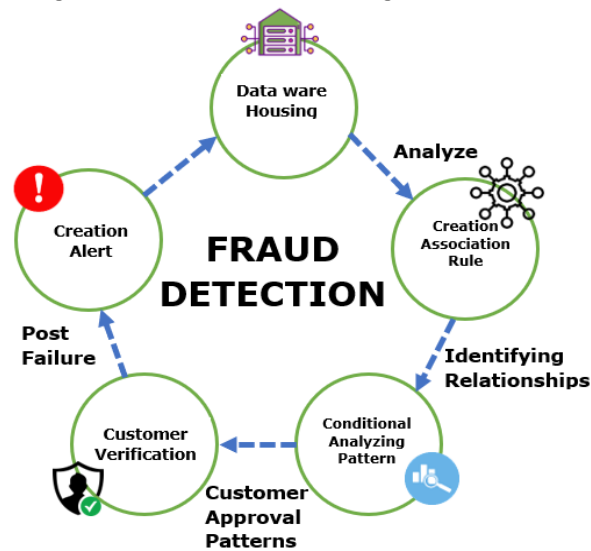 Data ware
Housing
Analyze
Creation
Association
Rule
Identifying
Relationships
Conditional
Analyzing
Pattern
Customer
Approval
Patterns
Customer
Verification
Post
Failure
Creation
Alert
FRAUD
DETECTION